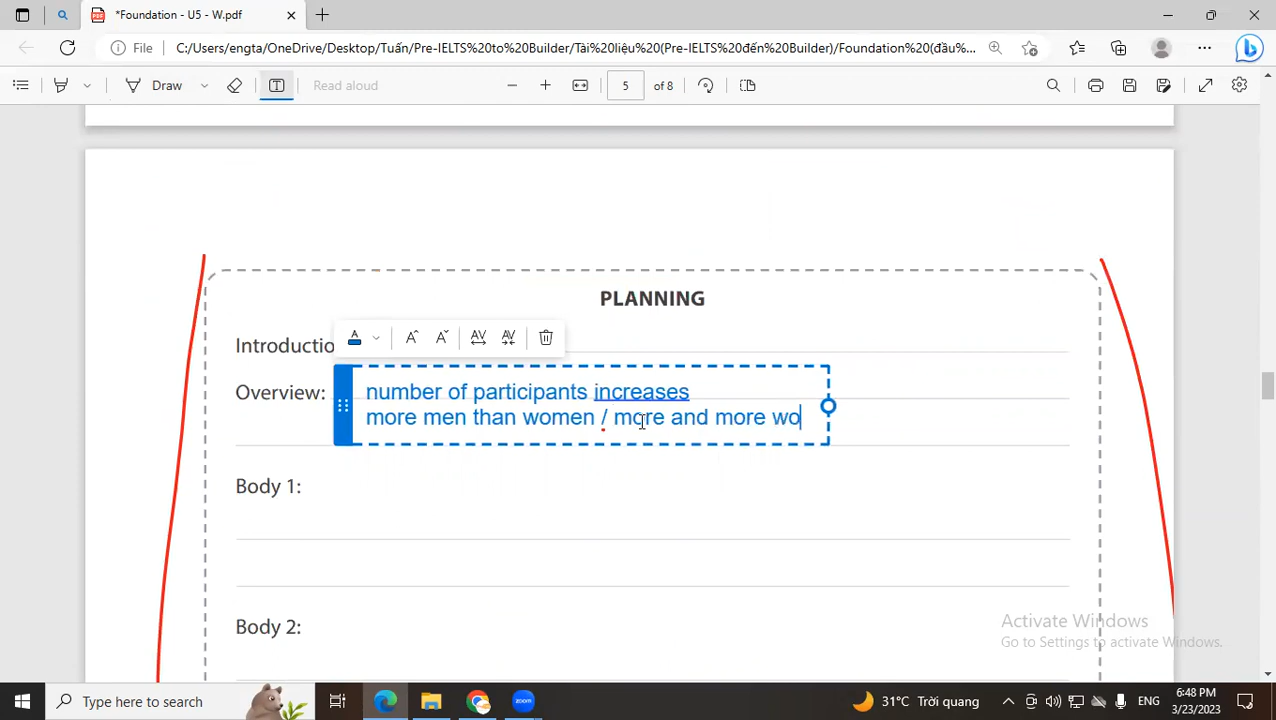 *Foundation - U5 - W.pdf
File C:/Users/engta/OneDrive/Desktop/Tuấn/Pre-IELTS%20to%20Builder/Tài%20liệu%20(Pre-IELTS%20đến%20Builder)/Foundation%20(đầu%...
Draw Read aloud 5 of 8
PLANNING
Introductio
Overview: number of participants increases
more men than women / more and more wo
Body 1:
Body 2:
Activate Windows
Go to Settings to activate Windows.
Type here to search zoom 31°C Trời quang ENG 6:48 PM
3/23/2023